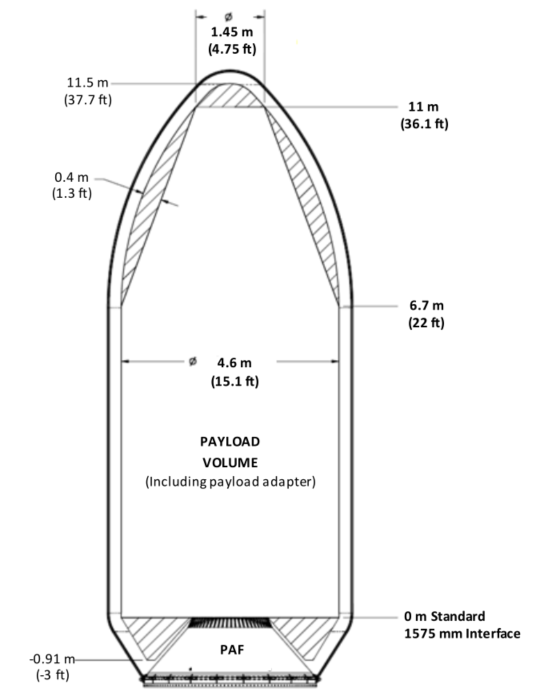 ø
1.45 m
(4.75 ft)
11.5 m
(37.7 ft)
11 m
(36.1 ft)
0.4 m
(1.3 ft)
6.7 m
(22 ft)
ø 4.6 m
(15.1 ft)
PAYLOAD
VOLUME
(Including payload adapter)
0 m Standard
1575 mm Interface
PAF
-0.91 m
(-3 ft)